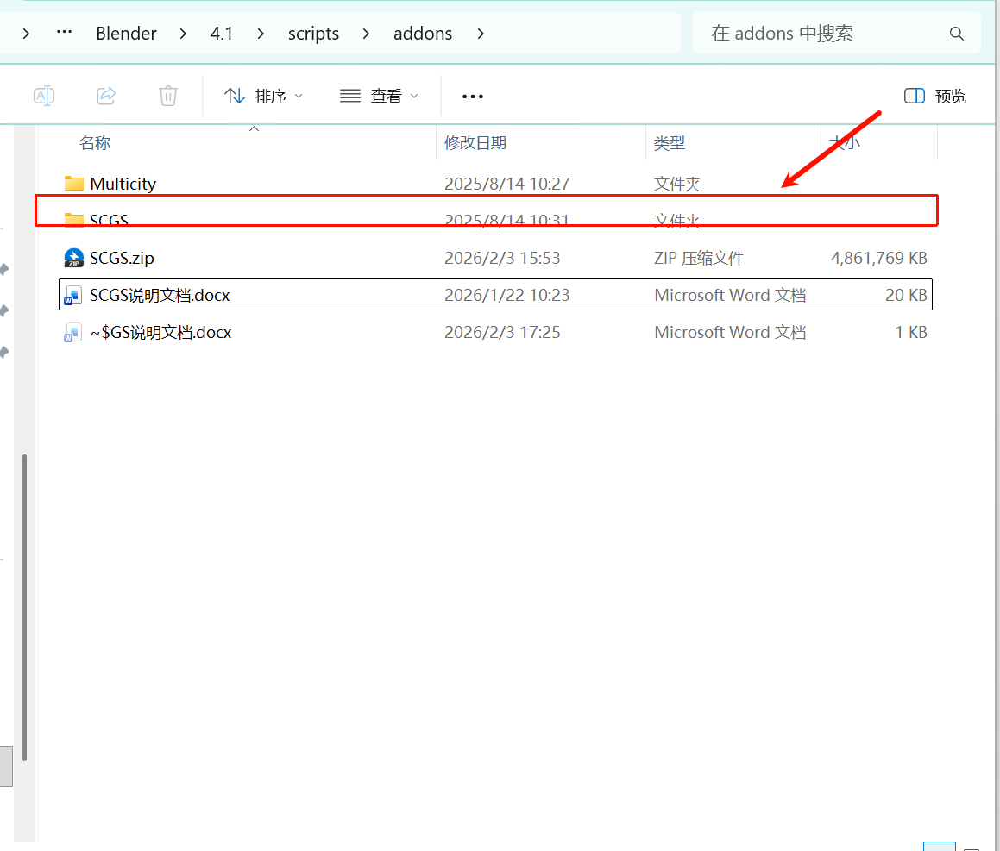 Blender 4.1 scripts addons 在 addons 中搜索
排序 查看 预览
名称 修改日期 类型 大小
Multicity 2025/8/14 10:27 文件夹
SCGS 2025/8/14 10:31 文件夹
SCGS.zip 2026/2/3 15:53 ZIP 压缩文件 4,861,769 KB
SCGS说明文档.docx 2026/1/22 10:23 Microsoft Word 文档 20 KB
~$GS说明文档.docx 2026/2/3 17:25 Microsoft Word 文档 1 KB